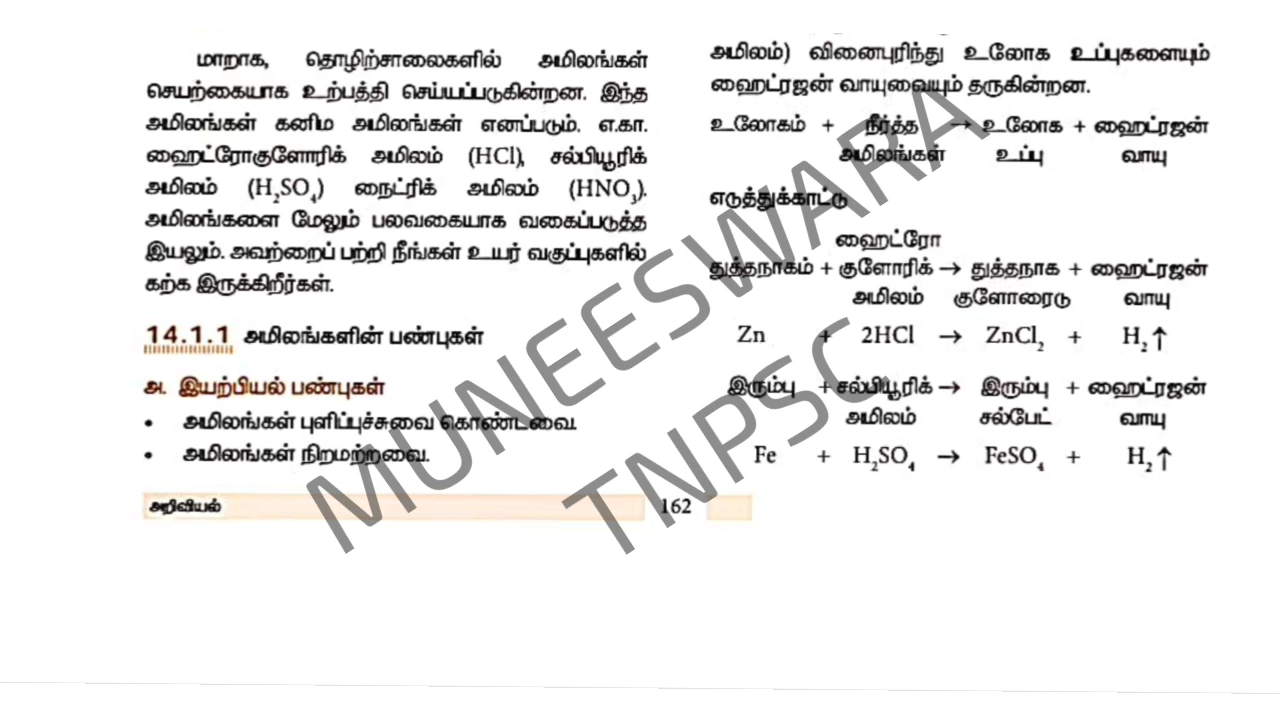 மாறாக, தொழிற்சாலைகளில் அமிலங்கள்
செயற்கையாக உற்பத்தி செய்யப்படுகின்றன. இந்த
அமிலங்கள் கனிம அமிலங்கள் எனப்படும். எ.கா.
ஹைட்ரோகுளோரிக் அமிலம் (HCl), சல்பியூரிக்
அமிலம் (H₂SO₄) நைட்ரிக் அமிலம் (HNO₃).
அமிலங்களை மேலும் பலவகையாக வகைப்படுத்த
இயலும். அவற்றைப் பற்றி நீங்கள் உயர் வகுப்புகளில்
கற்க இருக்கிறீர்கள்.
14.1.1 அமிலங்களின் பண்புகள்
அ. இயற்பியல் பண்புகள்
• அமிலங்கள் புளிப்புச்சுவை கொண்டவை.
• அமிலங்கள் நிறமற்றவை.
அமிலம்) வினைபுரிந்து உலோக உப்புகளையும்
ஹைட்ரஜன் வாயுவையும் தருகின்றன.
உலோகம் + நீர்த்த → உலோக + ஹைட்ரஜன்
அமிலங்கள் உப்பு வாயு
எடுத்துக்காட்டு
ஹைட்ரோ
துத்தநாகம் + குளோரிக் → துத்தநாக + ஹைட்ரஜன்
அமிலம் குளோரைடு வாயு
Zn + 2HCl → ZnCl₂ + H₂↑
இரும்பு + சல்பியூரிக் → இரும்பு + ஹைட்ரஜன்
அமிலம் சல்பேட் வாயு
Fe + H₂SO₄ → FeSO₄ + H₂↑
அறிவியல் 162
MUNEESWARA
TNPSC